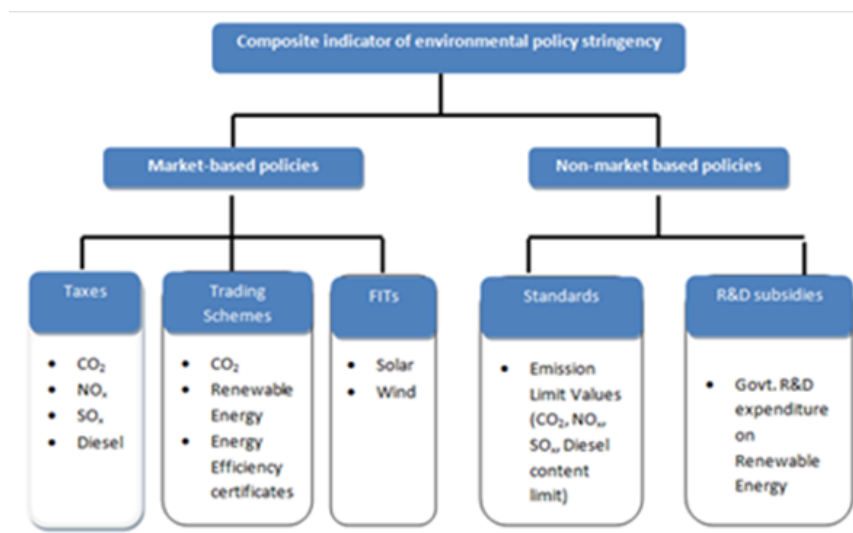 Composite indicator of environmental policy stringency
Market-based policies
Non-market based policies
Taxes
• CO₂
• NOₓ
• SOₓ
• Diesel
Trading
Schemes
• CO₂
• Renewable
Energy
• Energy
Efficiency
certificates
FITs
• Solar
• Wind
Standards
• Emission
Limit Values
(CO₂, NOₓ,
SOₓ, Diesel
content
limit)
R&D subsidies
• Govt. R&D
expenditure
on
Renewable
Energy